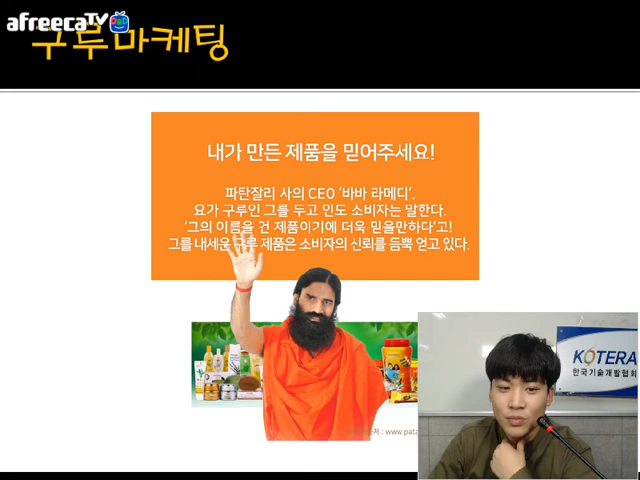 afreecaTV
구루마케팅
내가 만든 제품을 믿어주세요!
파탄잘리 사의 CEO '바바 라메디'.
요가 구루인 그를 두고 인도 소비자는 말한다.
'그의 이름을 건 제품이기에 더욱 믿을만하다'고!
그를 내세운 구루 제품은 소비자의 신뢰를 듬뿍 얻고 있다.
KOTERA
한국기술개발협회
: www.pata